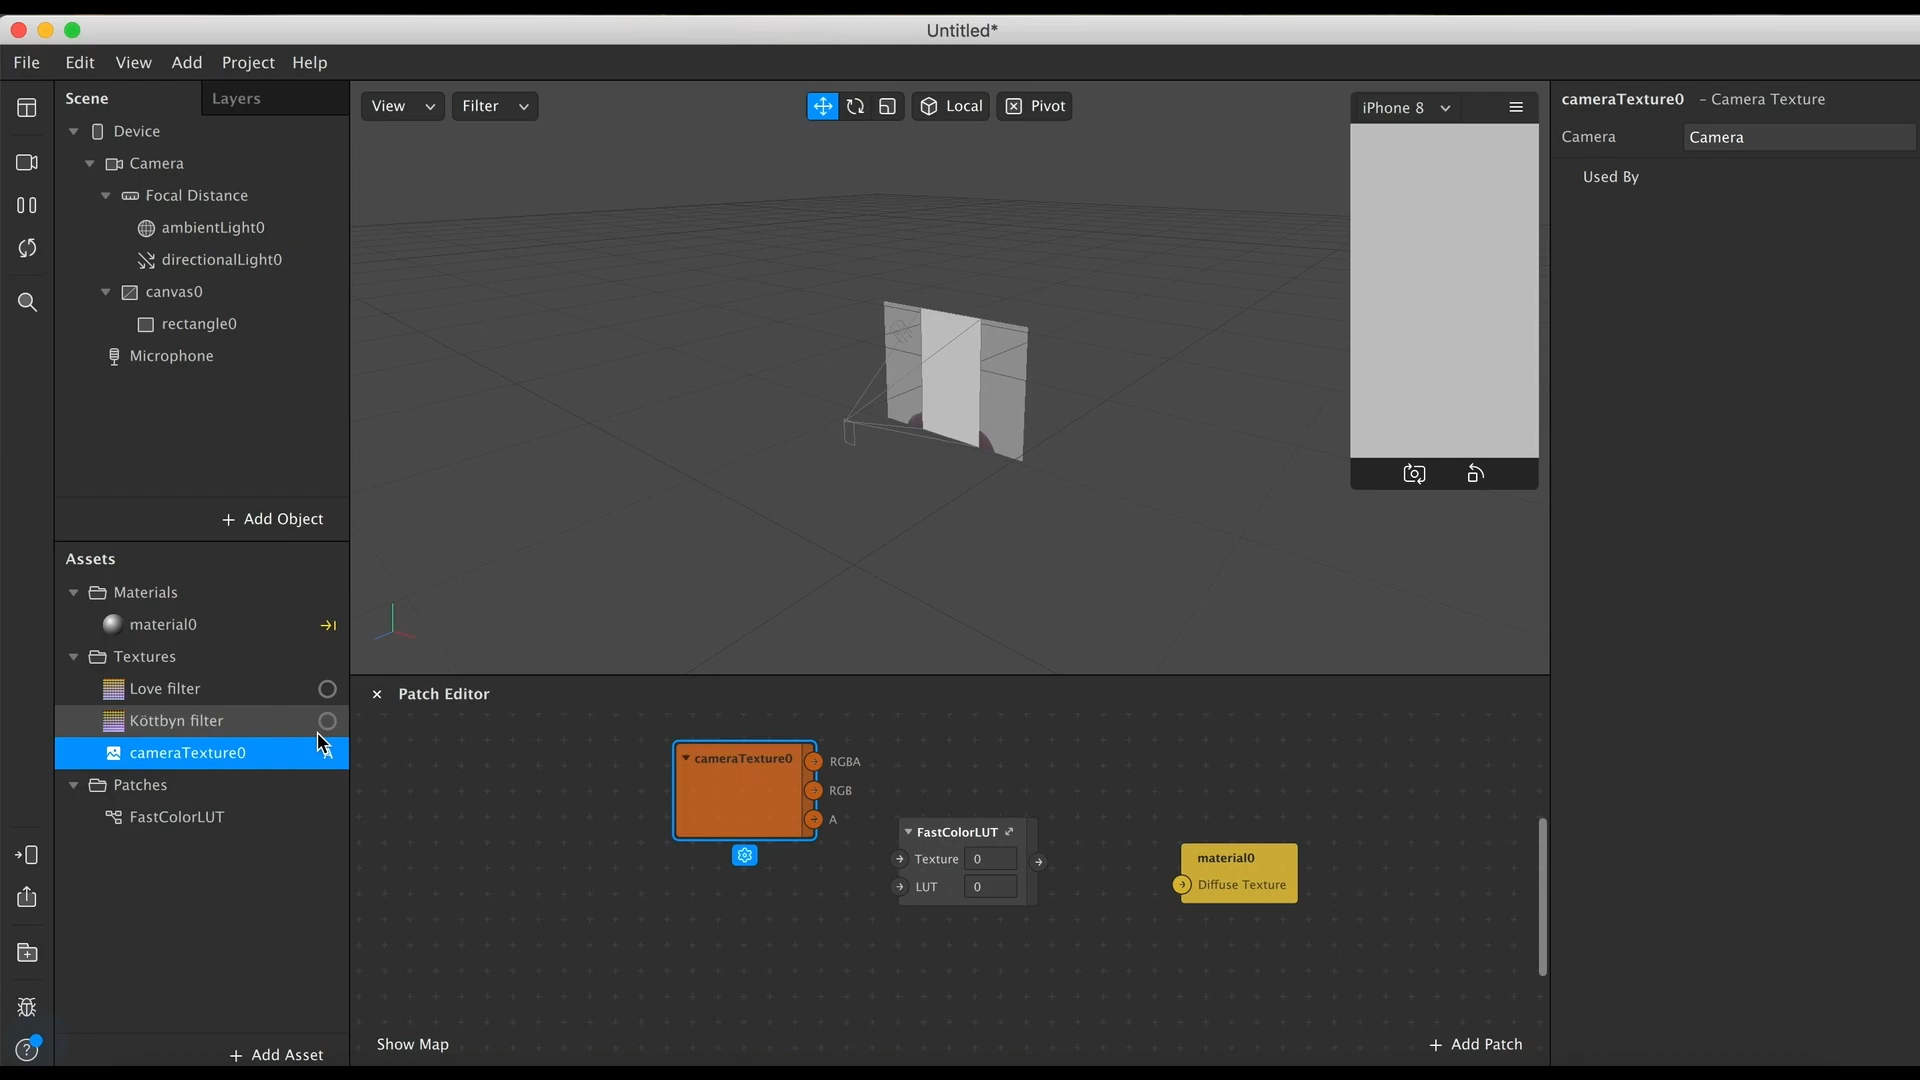 Untitled*
File Edit View Add Project Help
Scene
Layers
Device
Camera
Focal Distance
ambientLight0
directionalLight0
canvas0
rectangle0
Microphone
+ Add Object
Assets
Materials
material0
Textures
Love filter
Köttbyn filter
cameraTexture0
Patches
FastColorLUT
+ Add Asset
View
Filter
Local
Pivot
iPhone 8
Patch Editor
cameraTexture0
RGBA
RGB
A
FastColorLUT
Texture 0
LUT 0
material0
Diffuse Texture
Show Map
+ Add Patch
cameraTexture0 - Camera Texture
Camera Camera
Used By